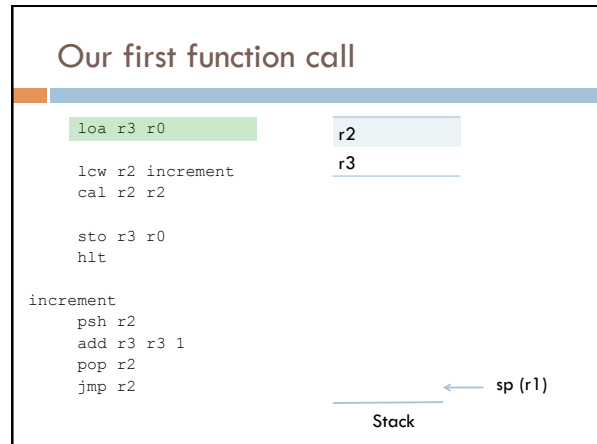 Our first function call
loa r3 r0
lcw r2 increment
cal r2 r2
sto r3 r0
hlt
increment
psh r2
add r3 r3 1
pop r2
jmp r2
r2
r3
sp (r1)
Stack